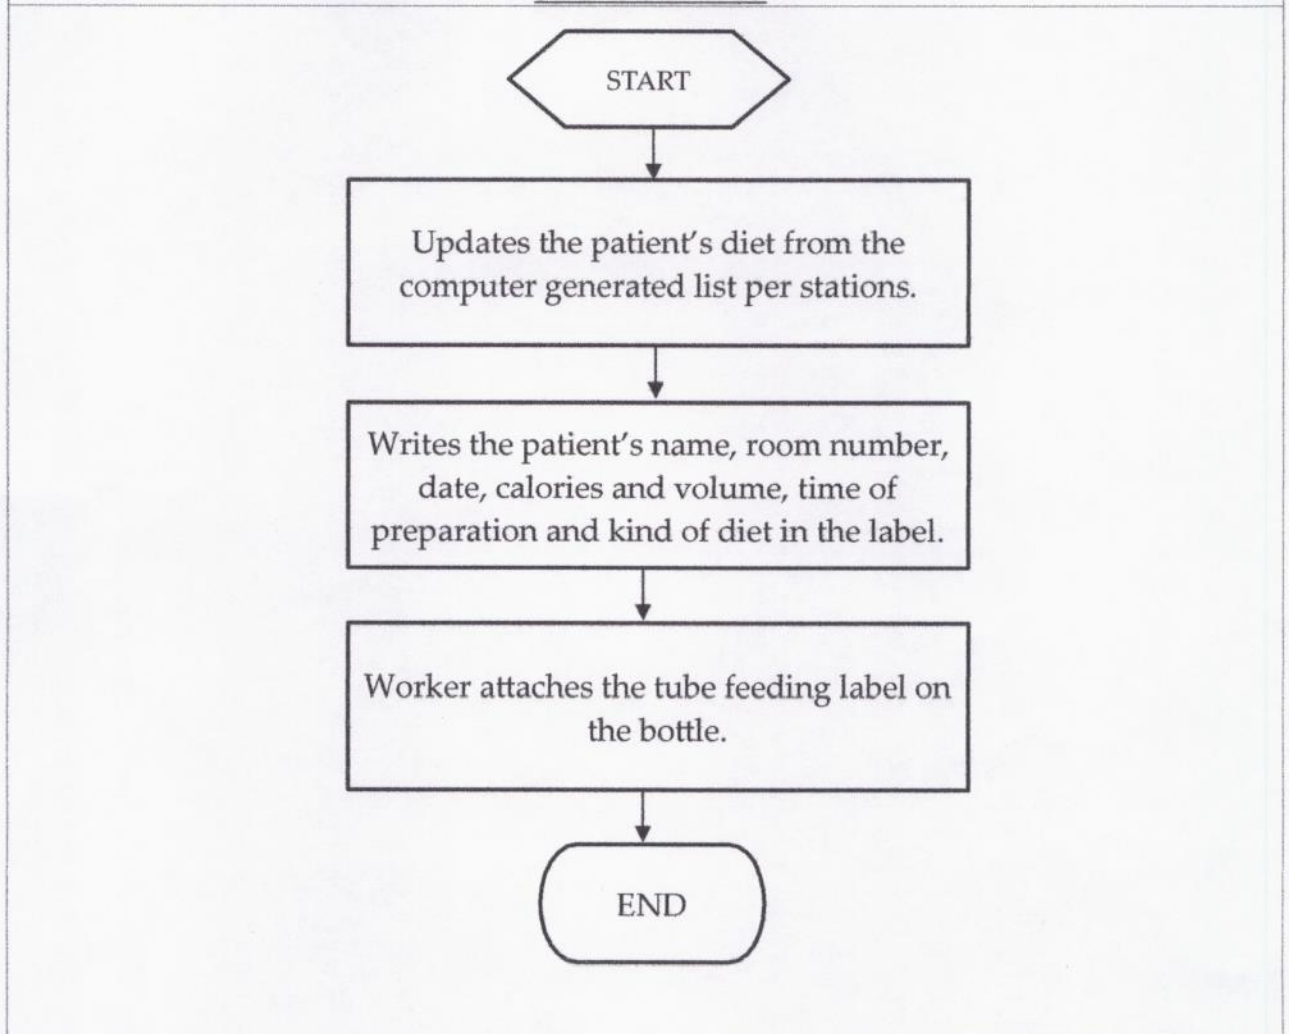 START
Updates the patient's diet from the
computer generated list per stations.
Writes the patient's name, room number,
date, calories and volume, time of
preparation and kind of diet in the label.
Worker attaches the tube feeding label on
the bottle.
END